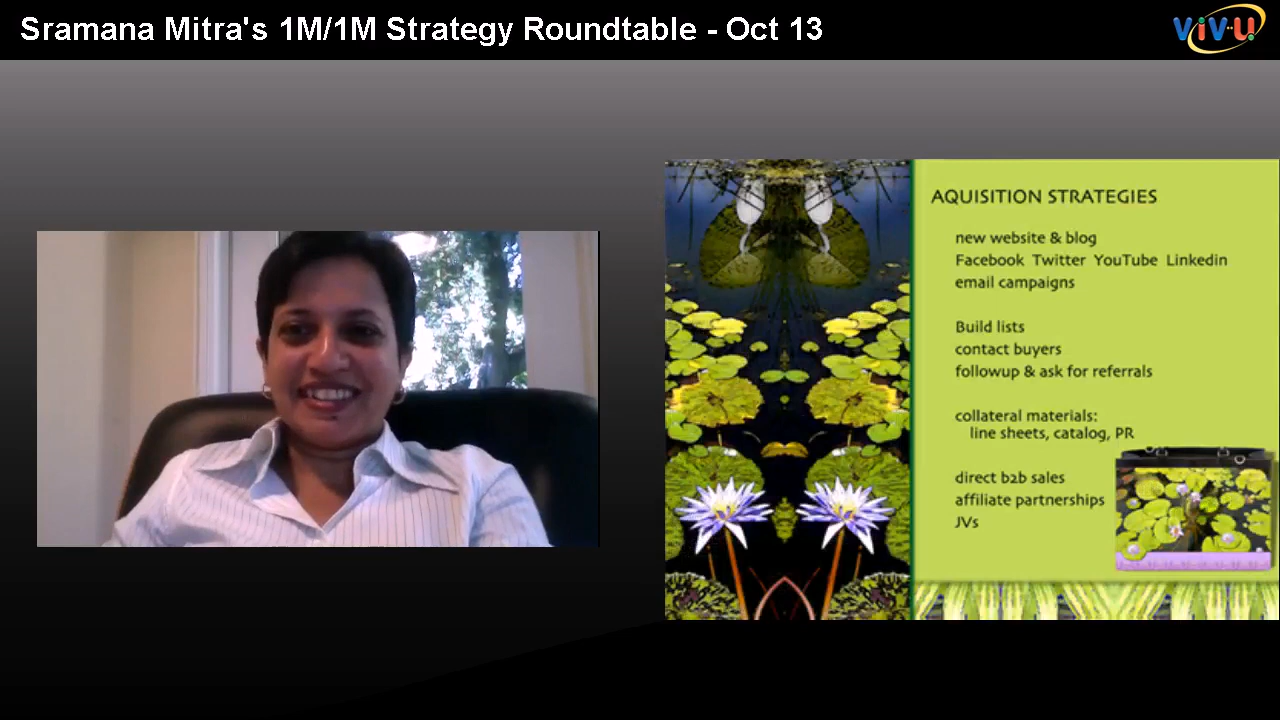 Sramana Mitra's 1M/1M Strategy Roundtable - Oct 13
ViV-U!
AQUISITION STRATEGIES
new website & blog
Facebook Twitter YouTube Linkedin
email campaigns
Build lists
contact buyers
followup & ask for referrals
collateral materials:
line sheets, catalog, PR
direct b2b sales
affiliate partnerships
JVs